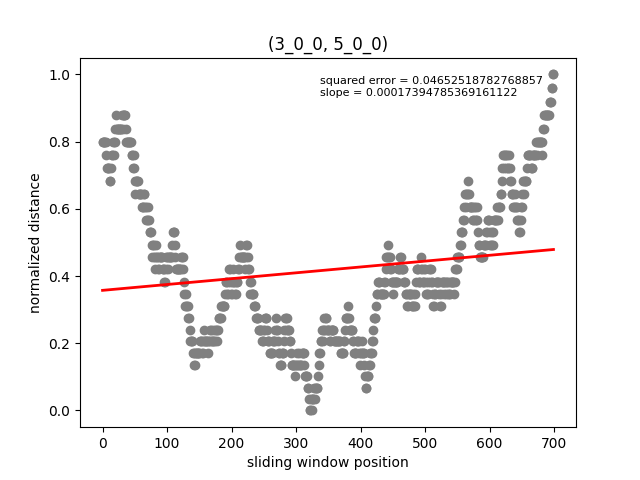 (3_0_0, 5_0_0)
squared error = 0.04652518782768857
slope = 0.00017394785369161122
1.0
0.8
0.6
0.4
0.2
0.0
normalized distance
0 100 200 300 400 500 600 700
sliding window position